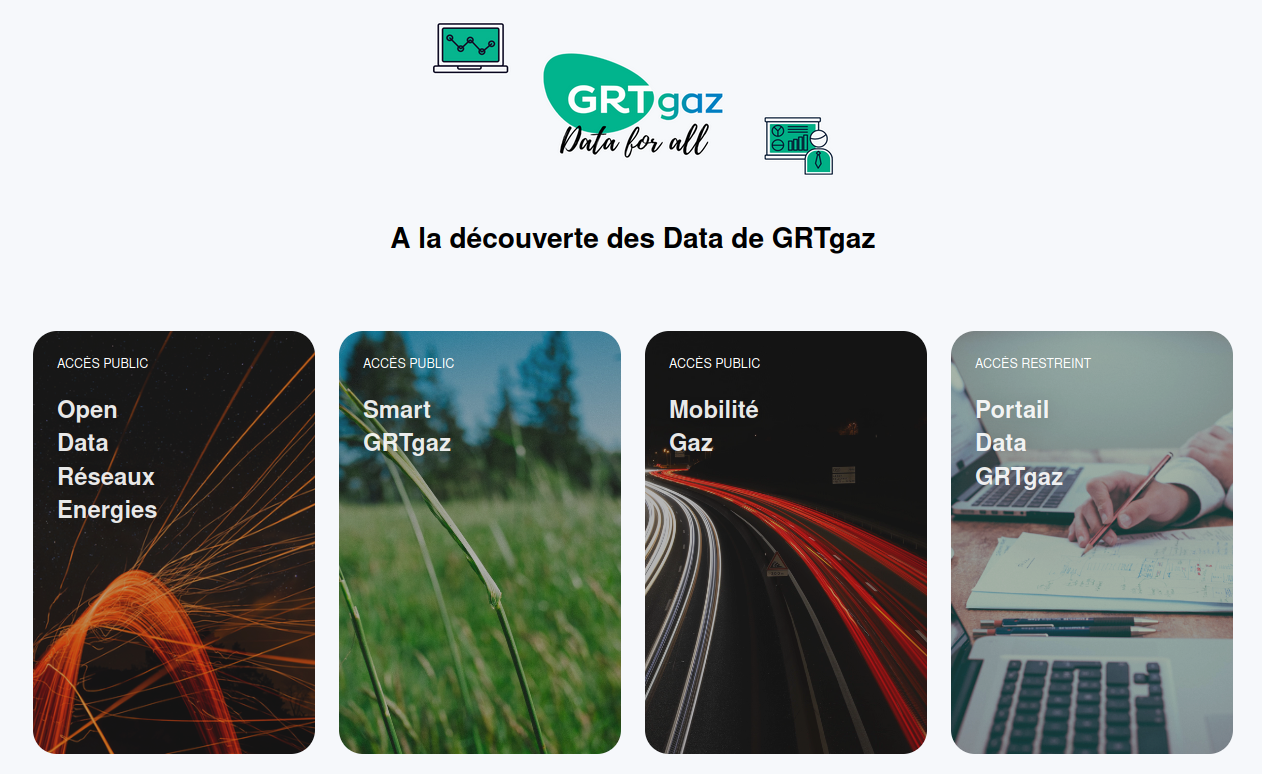 GRTgaz
Data for all
A la découverte des Data de GRTgaz
ACCÈS PUBLIC
Open
Data
Réseaux
Energies
ACCÈS PUBLIC
Smart
GRTgaz
ACCÈS PUBLIC
Mobilité
Gaz
ACCÈS RESTREINT
Portail
Data
GRTgaz